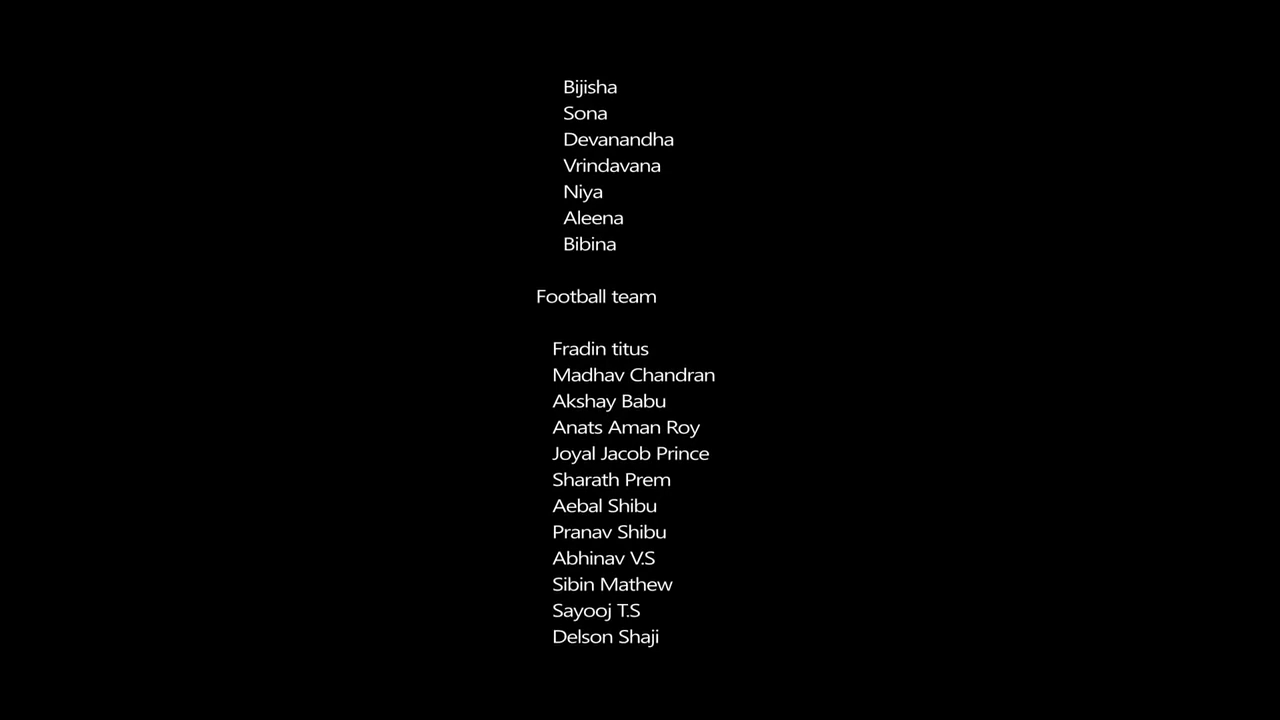 Bijisha
Sona
Devanandha
Vrindavana
Niya
Aleena
Bibina
Football team
Fradin titus
Madhav Chandran
Akshay Babu
Anats Aman Roy
Joyal Jacob Prince
Sharath Prem
Aebal Shibu
Pranav Shibu
Abhinav V.S
Sibin Mathew
Sayooj T.S
Delson Shaji